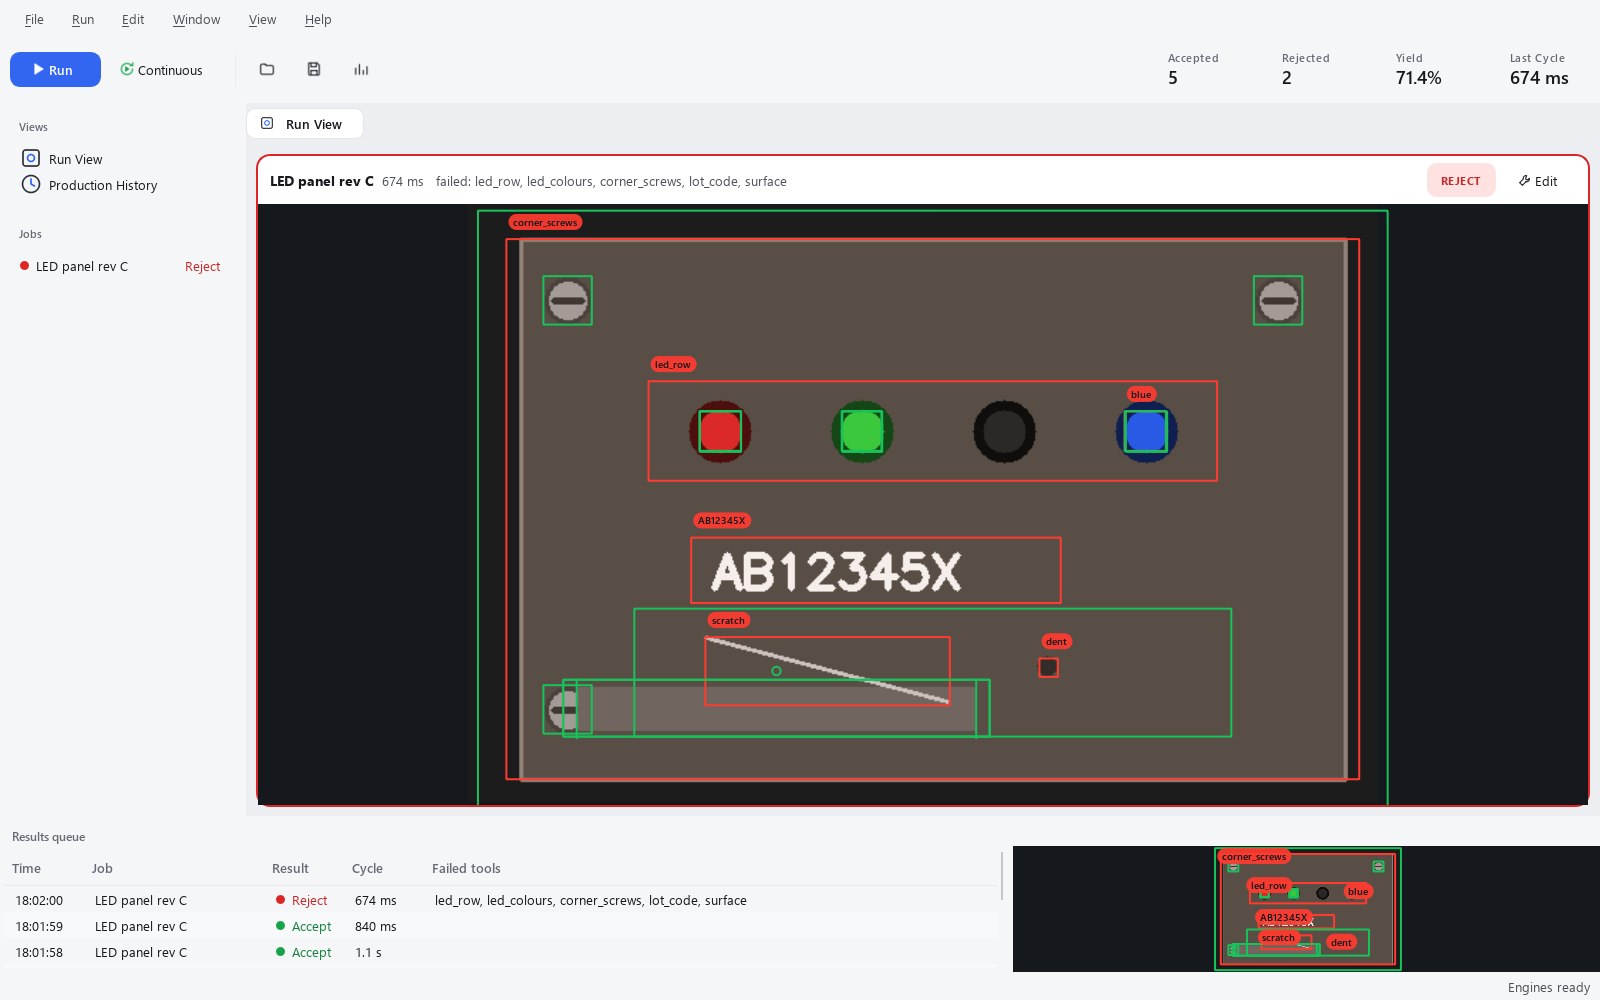 File Run Edit Window View Help
Run Continuous
Accepted Rejected Yield Last Cycle
5 2 71.4% 674 ms
Views
Run View
Production History
Jobs
LED panel rev C Reject
Run View
LED panel rev C 674 ms failed: led_row, led_colours, corner_screws, lot_code, surface REJECT Edit
corner_screws
led_row
blue
AB12345X
AB12345X
scratch
dent
Results queue
Time Job Result Cycle Failed tools
18:02:00 LED panel rev C Reject 674 ms led_row, led_colours, corner_screws, lot_code, surface
18:01:59 LED panel rev C Accept 840 ms
18:01:58 LED panel rev C Accept 1.1 s
corner_screws
led_row
blue
AB12345X
scratch
dent
Engines ready